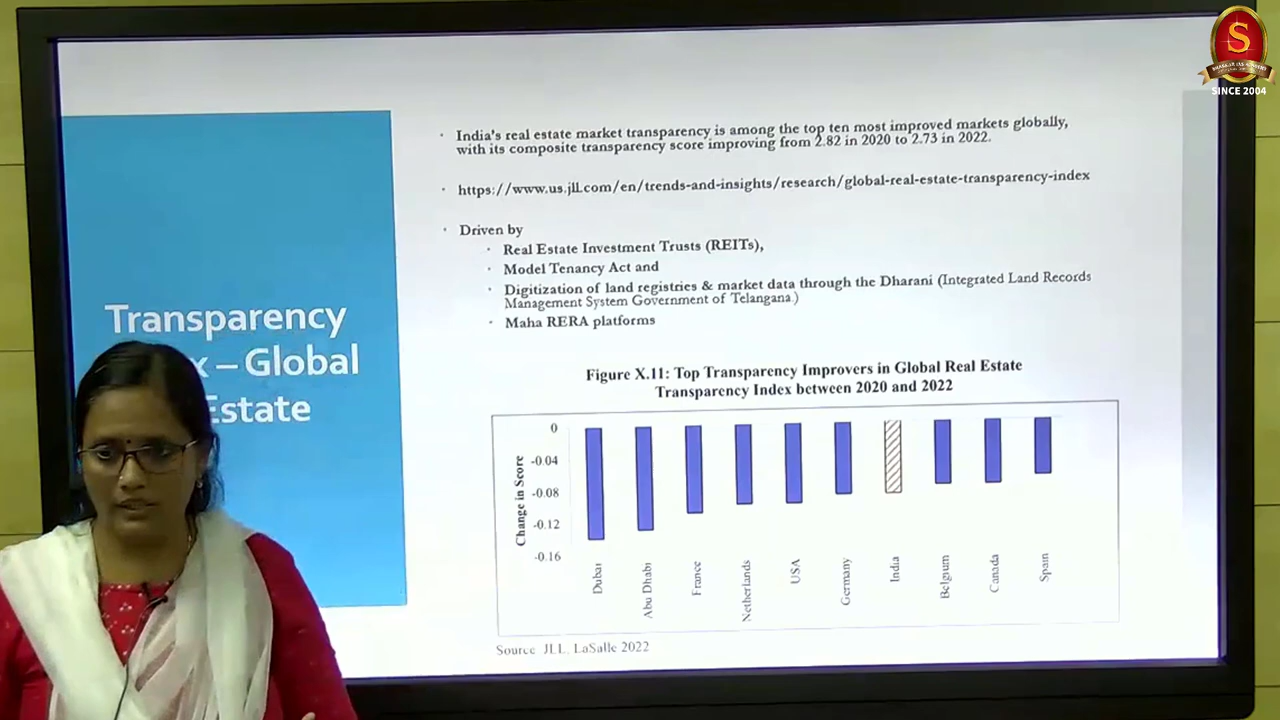 S
SHANKAR IAS ACADEMY
SINCE 2004
Transparency
x – Global
Estate
• India's real estate market transparency is among the top ten most improved markets globally,
with its composite transparency score improving from 2.82 in 2020 to 2.73 in 2022.
• https://www.us.jll.com/en/trends-and-insights/research/global-real-estate-transparency-index
• Driven by
• Real Estate Investment Trusts (REITs),
• Model Tenancy Act and
• Digitization of land registries & market data through the Dharani (Integrated Land Records
Management System Government of Telangana.)
• Maha RERA platforms
Figure X.11: Top Transparency Improvers in Global Real Estate
Transparency Index between 2020 and 2022
Change in Score
0
-0.04
-0.08
-0.12
-0.16
Dubai
Abu Dhabi
France
Netherlands
USA
Germany
India
Belgium
Canada
Spain
Source JLL, LaSalle 2022